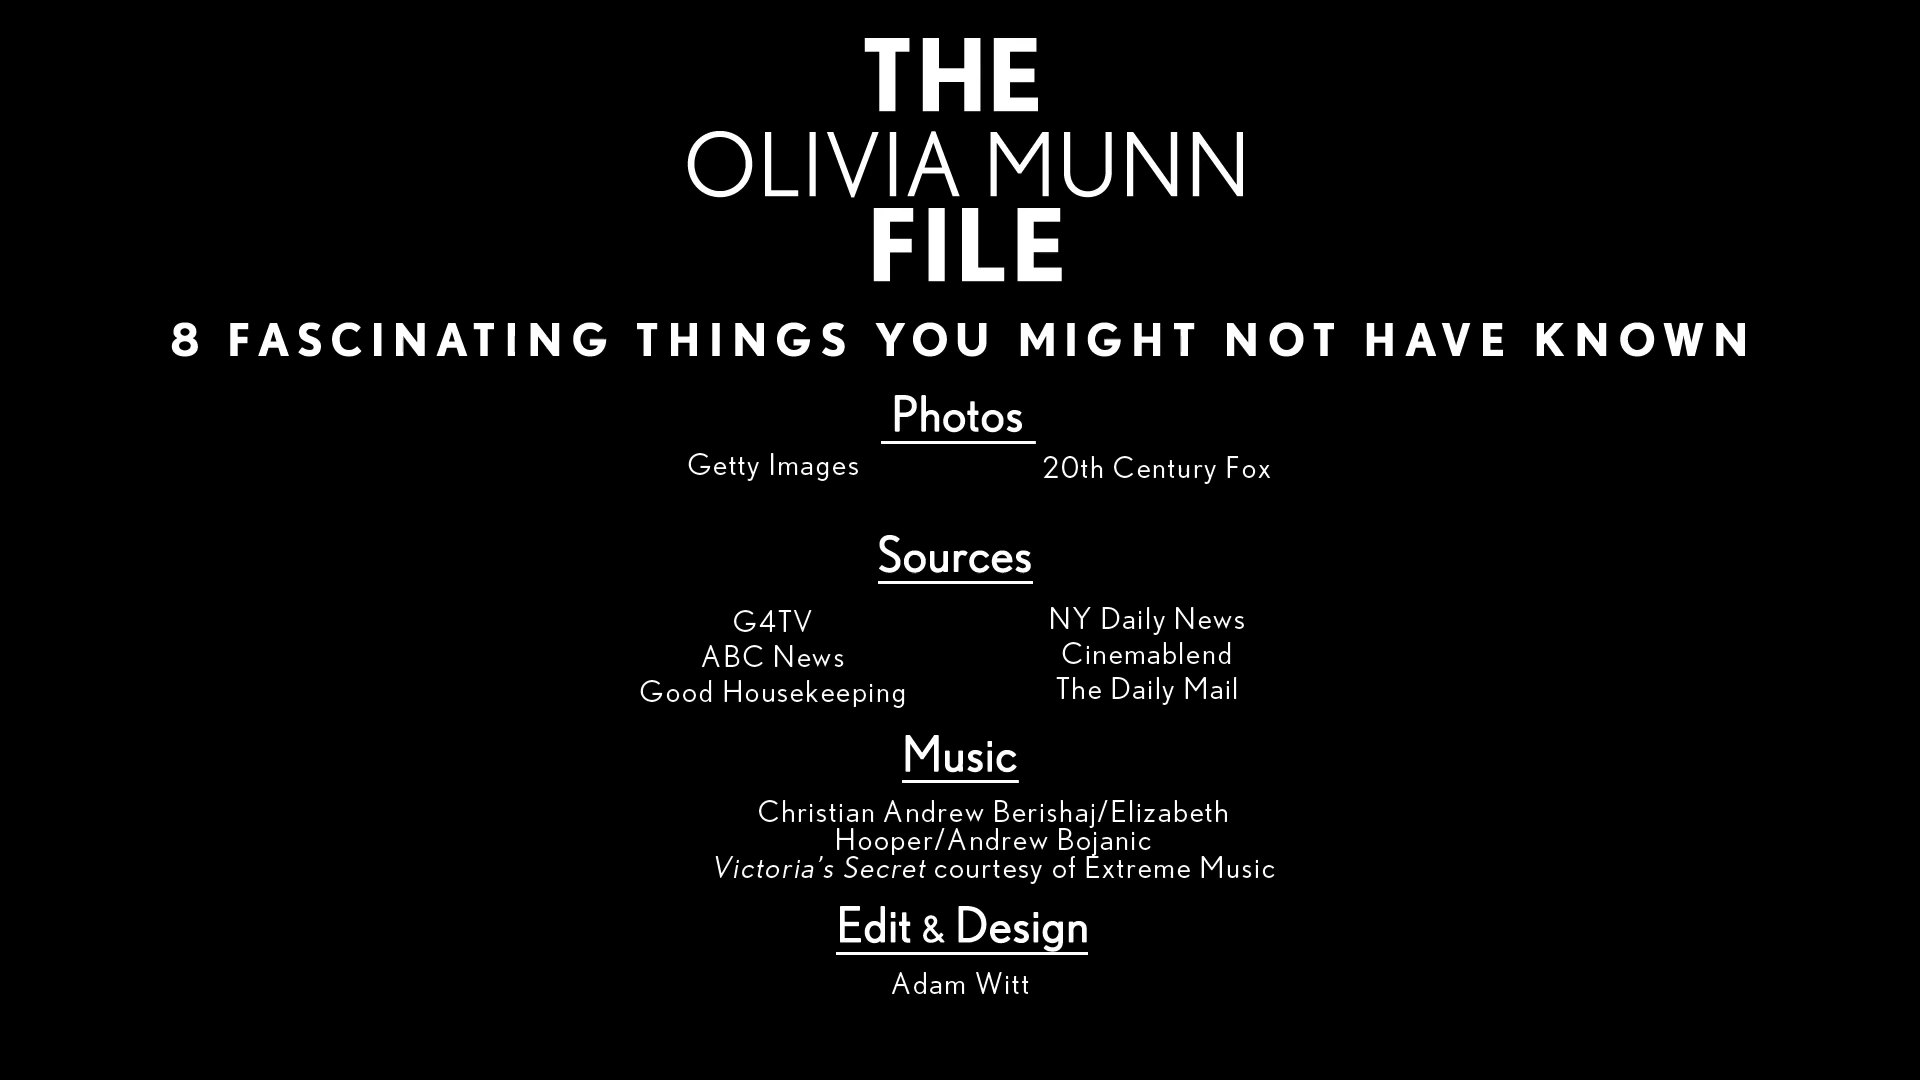 THE
OLIVIA MUNN
FILE
8 FASCINATING THINGS YOU MIGHT NOT HAVE KNOWN
Photos
Getty Images
20th Century Fox
Sources
G4TV
ABC News
Good Housekeeping
NY Daily News
Cinemablend
The Daily Mail
Music
Christian Andrew Berishaj/Elizabeth
Hooper/Andrew Bojanic
Victoria’s Secret courtesy of Extreme Music
Edit & Design
Adam Witt